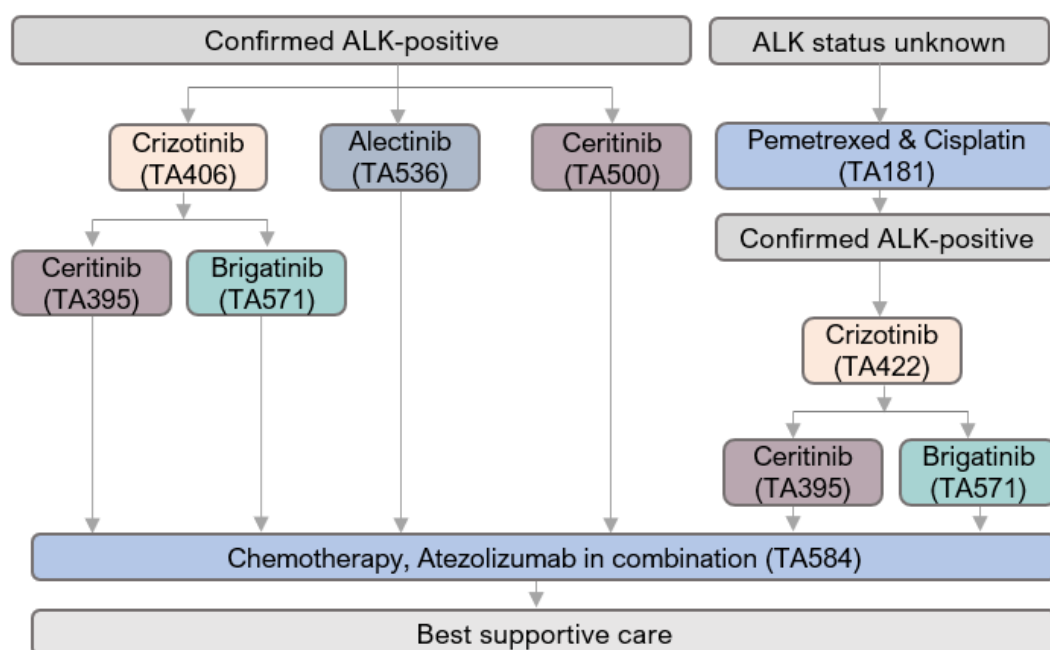 Confirmed ALK-positive
ALK status unknown
Crizotinib
(TA406)
Alectinib
(TA536)
Ceritinib
(TA500)
Pemetrexed & Cisplatin
(TA181)
Confirmed ALK-positive
Ceritinib
(TA395)
Brigatinib
(TA571)
Crizotinib
(TA422)
Ceritinib
(TA395)
Brigatinib
(TA571)
Chemotherapy, Atezolizumab in combination (TA584)
Best supportive care